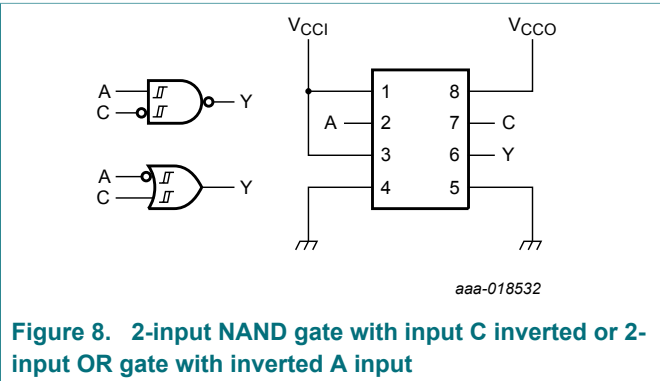 VCCI VCCO
A C Y
A C Y
1 8
A 2 7 C
3 6 Y
4 5
aaa-018532
Figure 8. 2-input NAND gate with input C inverted or 2-
input OR gate with inverted A input